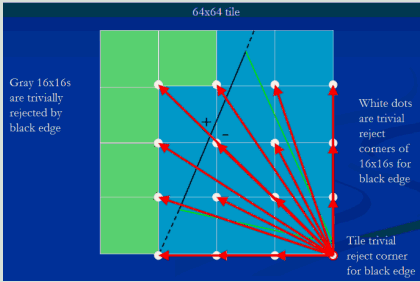 64x64 tile
Gray 16x16s
are trivially
rejected by
black edge
+
-
White dots
are trivial
reject
corners of
16x16s for
black edge
Tile trivial
reject corner
for black edge